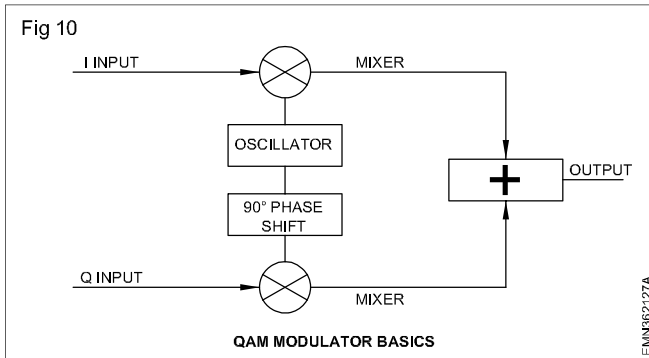 Fig 10
I INPUT
MIXER
OSCILLATOR
+
OUTPUT
90° PHASE
SHIFT
Q INPUT
MIXER
QAM MODULATOR BASICS
EMN362127A